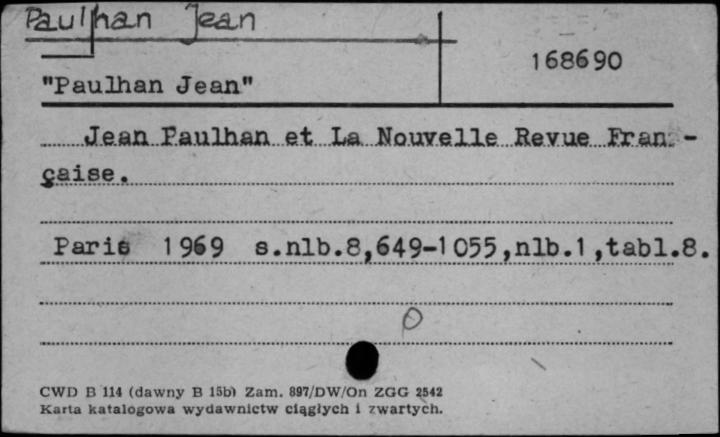 Paulhan Jean
168690
"Paulhan Jean"
Jean Paulhan et La Nouvelle Revue Fran-
çaise.
Paris 1969 s.nlb.8,649-1055,nlb.1,tabl.8.
CWD B 114 (dawny B 15b) Zam. 897/DW/On ZGG 2542
Karta katalogowa wydawnictw ciągłych i zwartych.